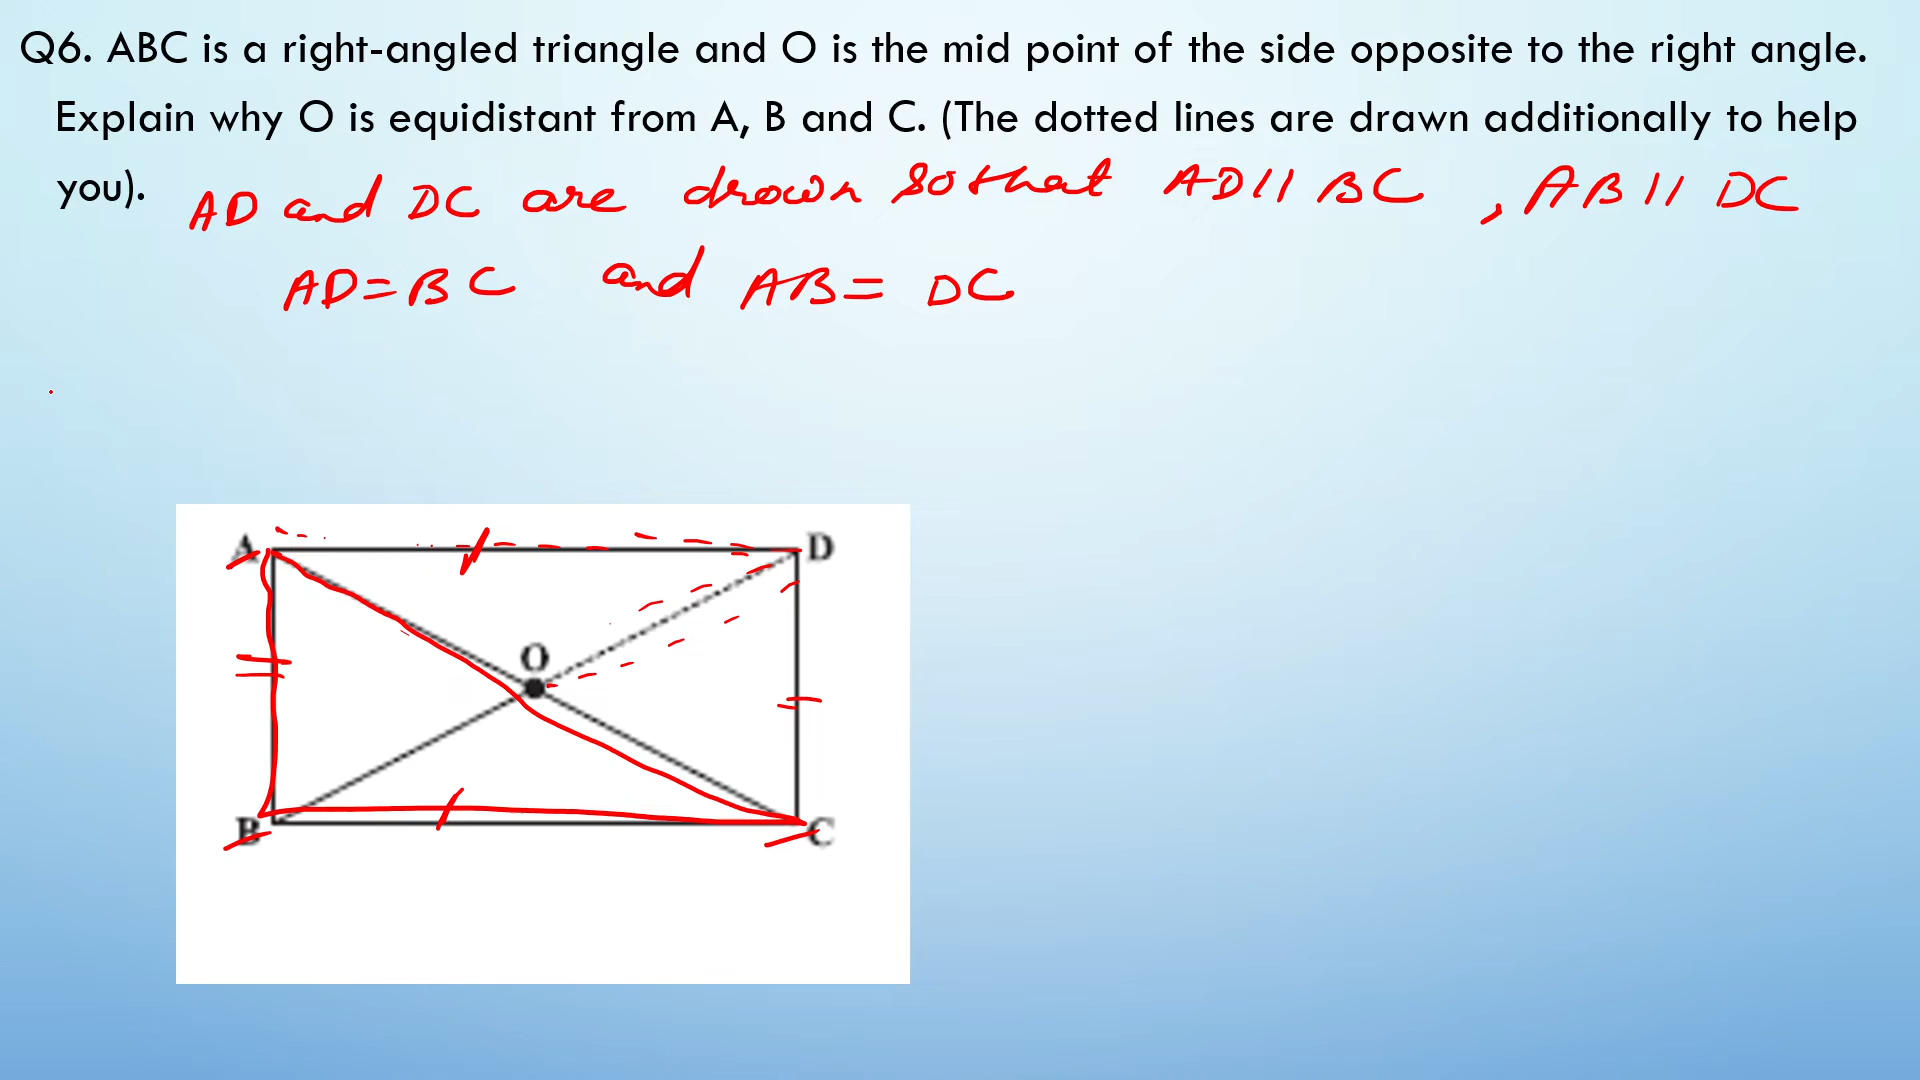 Q6. ABC is a right-angled triangle and O is the mid point of the side opposite to the right angle.
Explain why O is equidistant from A, B and C. (The dotted lines are drawn additionally to help
you).
AD and DC are drown so that AD || BC , AB || DC
AD = BC and AB = DC
A D
O
B C